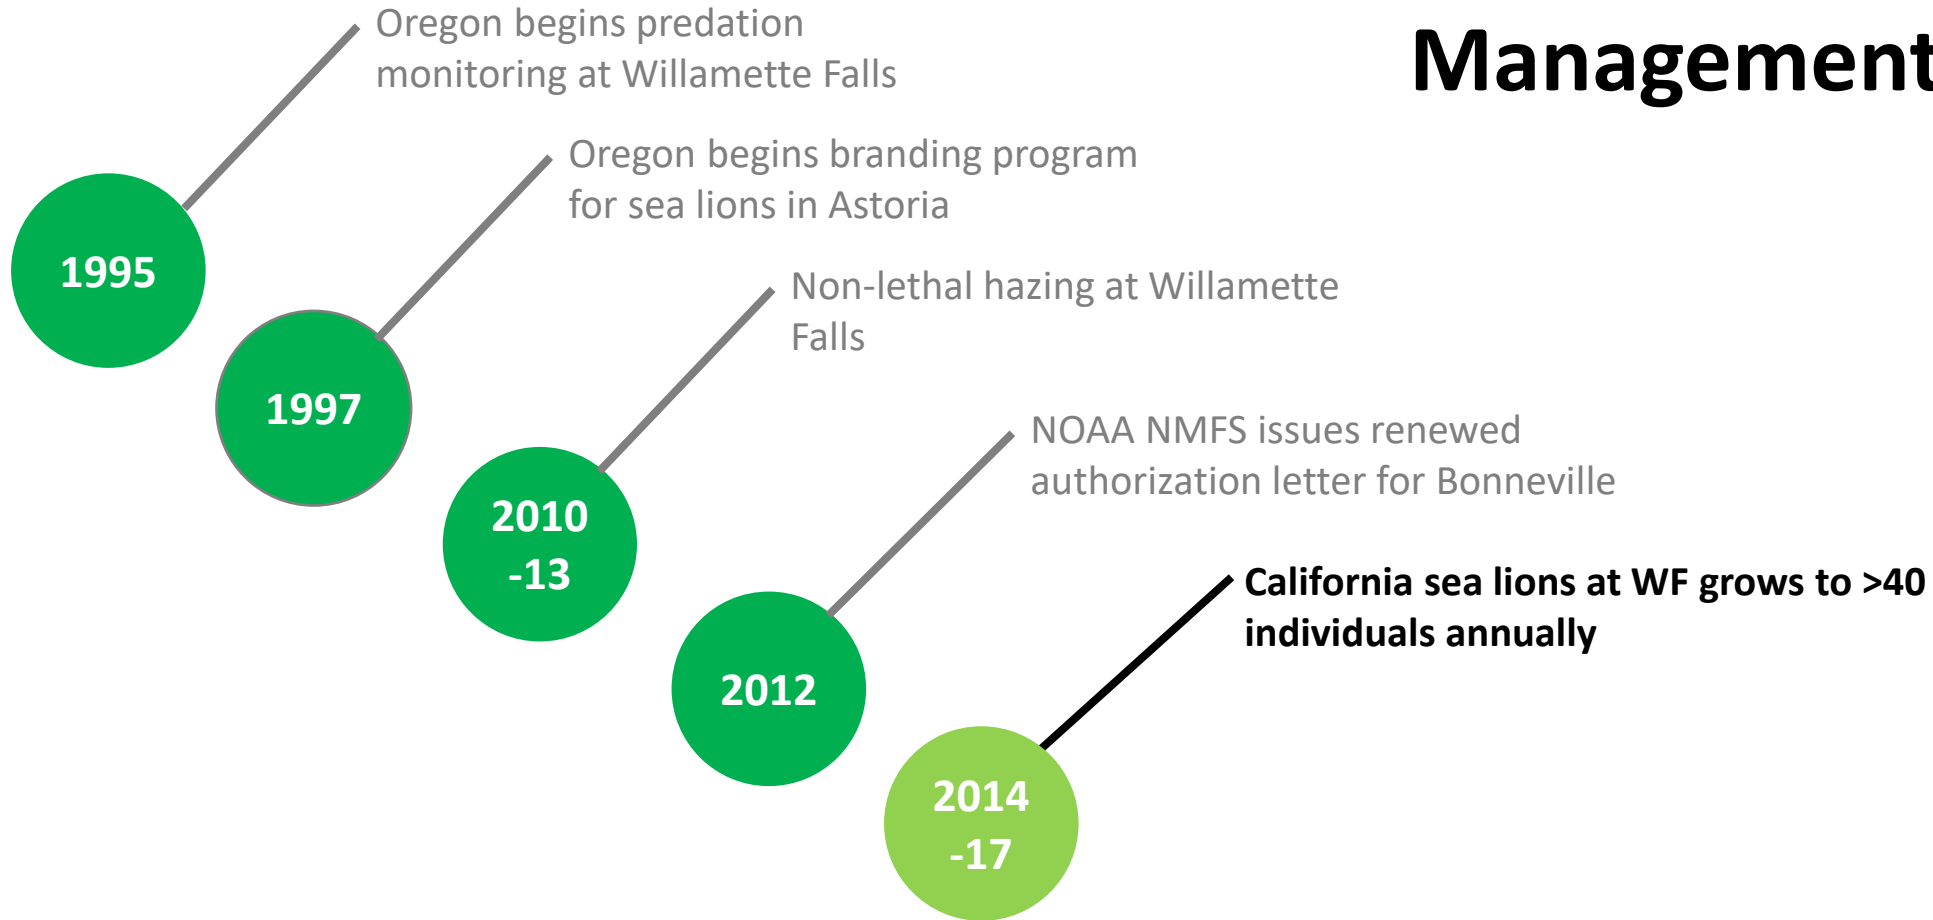 Management
Oregon begins predation
monitoring at Willamette Falls
1995
Oregon begins branding program
for sea lions in Astoria
1997
Non-lethal hazing at Willamette
Falls
2010
-13
NOAA NMFS issues renewed
authorization letter for Bonneville
2012
California sea lions at WF grows to >40
individuals annually
2014
-17